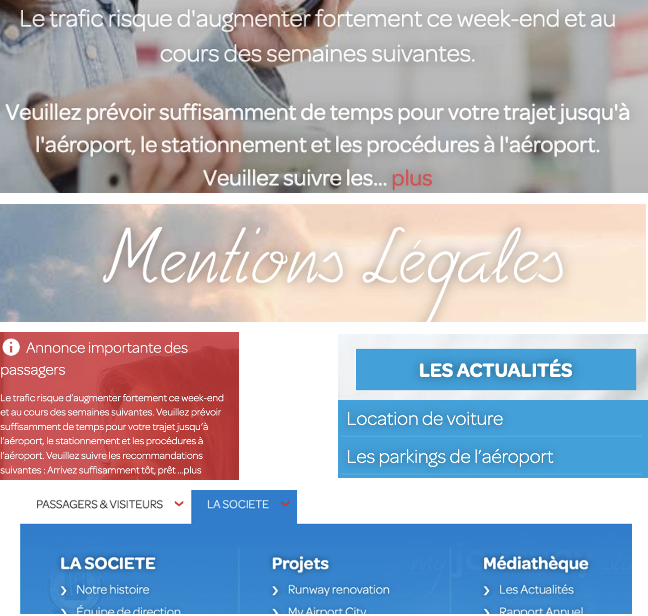 Le trafic risque d'augmenter fortement ce week-end et au
cours des semaines suivantes.
Veuillez prévoir suffisamment de temps pour votre trajet jusqu'à
l'aéroport, le stationnement et les procédures à l'aéroport.
Veuillez suivre les... plus
Mentions Légales
Annonce importante des
passagers
Le trafic risque d'augmenter fortement ce week-end
et au cours des semaines suivantes. Veuillez prévoir
suffisamment de temps pour votre trajet jusqu'à
l'aéroport, le stationnement et les procédures à
l'aéroport. Veuillez suivre les recommandations
suivantes : Arrivez suffisamment tôt, prêt ...plus
LES ACTUALITÉS
Location de voiture
Les parkings de l'aéroport
PASSAGERS & VISITEURS
LA SOCIETE
LA SOCIETE
Notre histoire
Équipe de direction
Projets
Runway renovation
My Airport City
Médiathèque
Les Actualités
Rapport Annuel